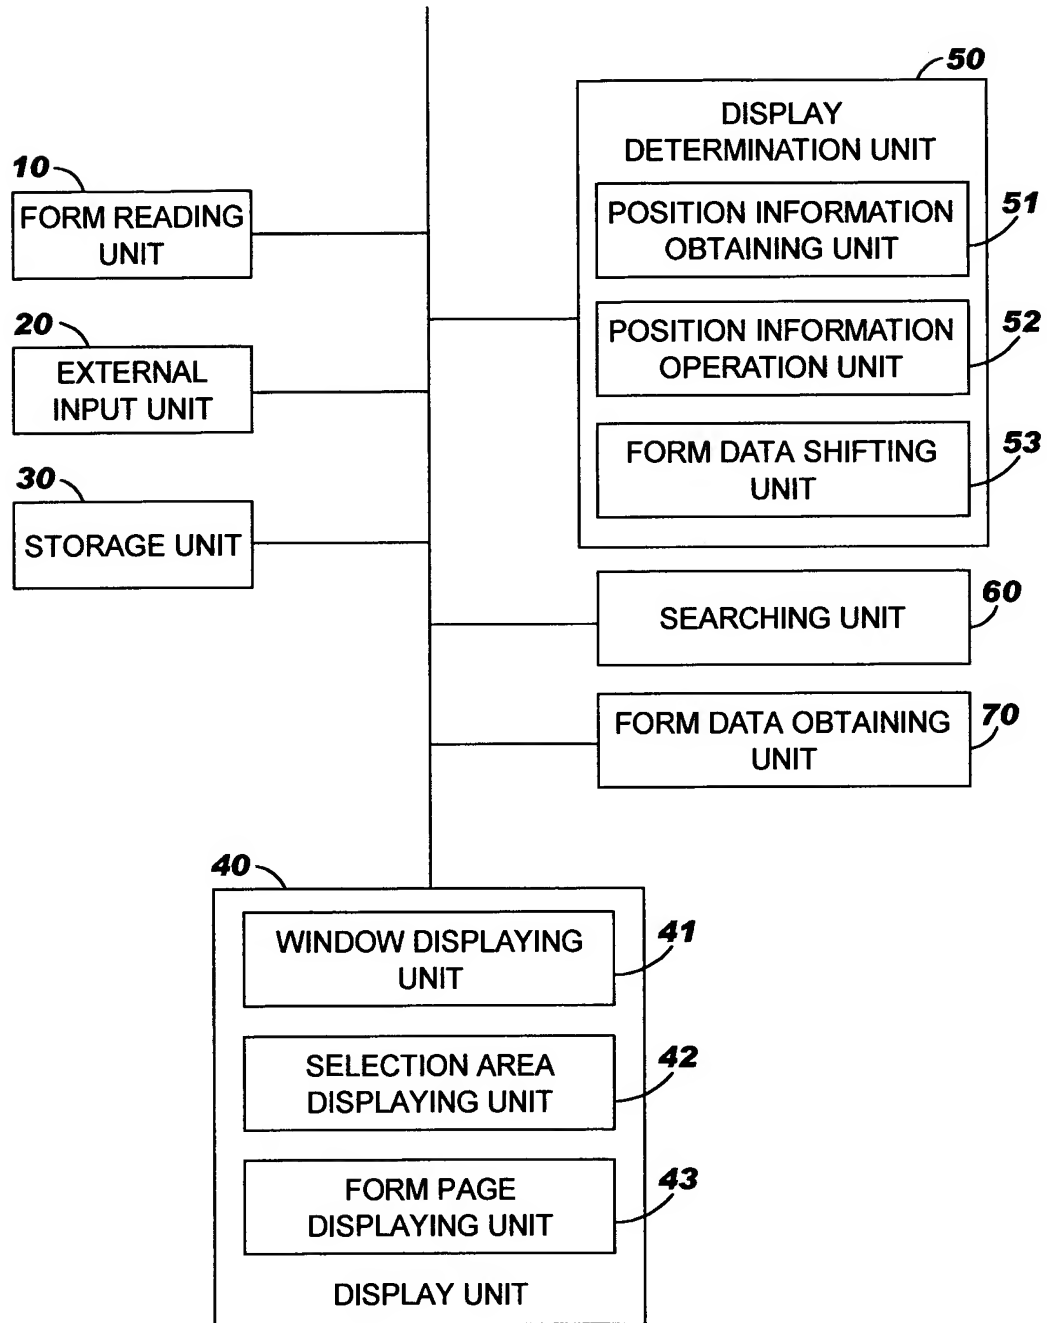 10
FORM READING
UNIT
20
EXTERNAL
INPUT UNIT
30
STORAGE UNIT
50
DISPLAY
DETERMINATION UNIT
POSITION INFORMATION
OBTAINING UNIT
51
POSITION INFORMATION
OPERATION UNIT
52
FORM DATA SHIFTING
UNIT
53
SEARCHING UNIT
60
FORM DATA OBTAINING
UNIT
70
40
WINDOW DISPLAYING
UNIT
41
SELECTION AREA
DISPLAYING UNIT
42
FORM PAGE
DISPLAYING UNIT
43
DISPLAY UNIT